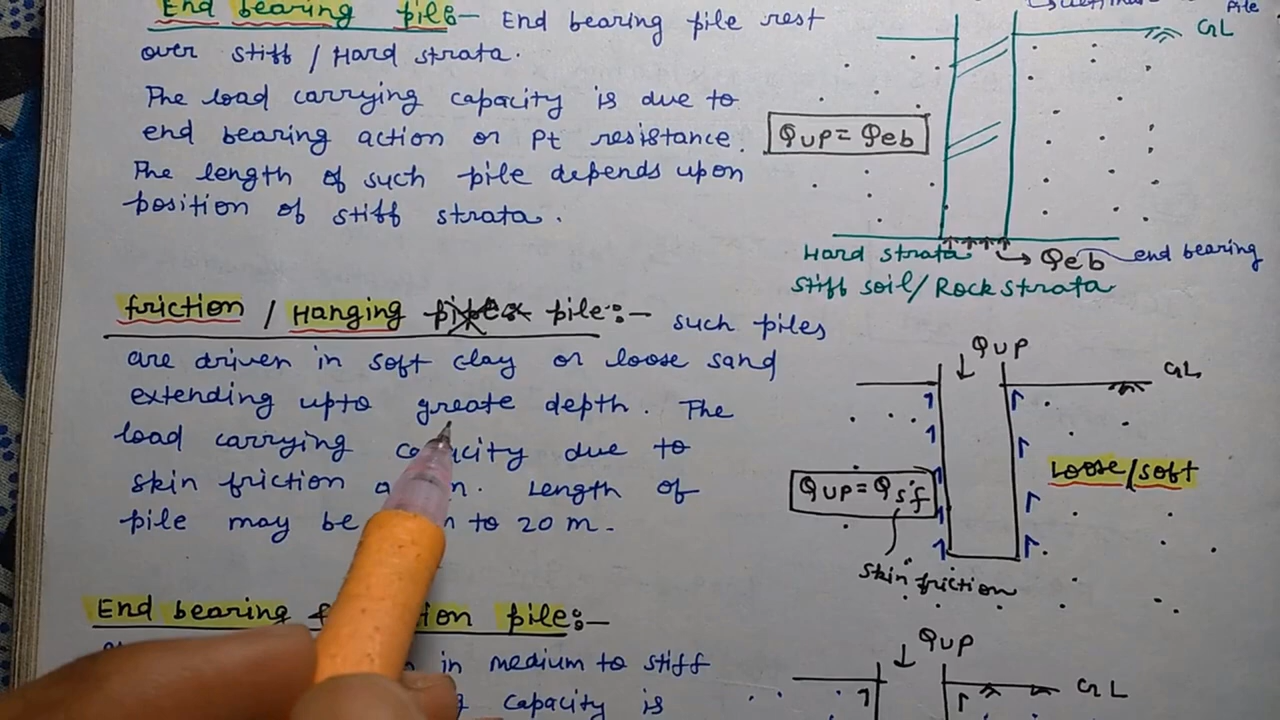 End bearing pile:- End bearing pile rest
over stiff / Hard strata.
The load carrying capacity is due to
end bearing action or Pt resistance.
The length of such pile depends upon
position of stiff strata.
Pile
GL
Qup = Qeb
Hard strata
Qeb end bearing
Stiff soil/Rock strata
friction / Hanging pile:- such piles
are driven in soft clay or loose sand
extending upto greate depth. The
load carrying capacity due to
skin friction
Length of
pile may be to 20 m.
Qup
GL
Loose/soft
Qup = Qsf
Skin friction
End bearing pile:-
in medium to stiff
capacity is
Qup
GL